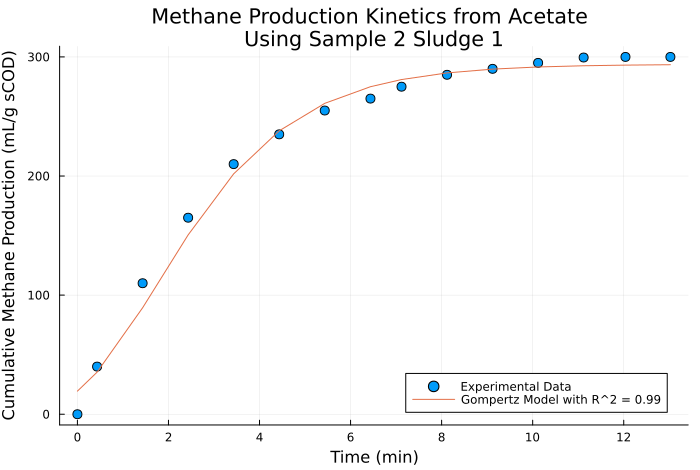 Methane Production Kinetics from Acetate
Using Sample 2 Sludge 1
Cumulative Methane Production (mL/g sCOD)
300
200
100
0
0 2 4 6 8 10 12
Time (min)
Experimental Data
Gompertz Model with R^2 = 0.99